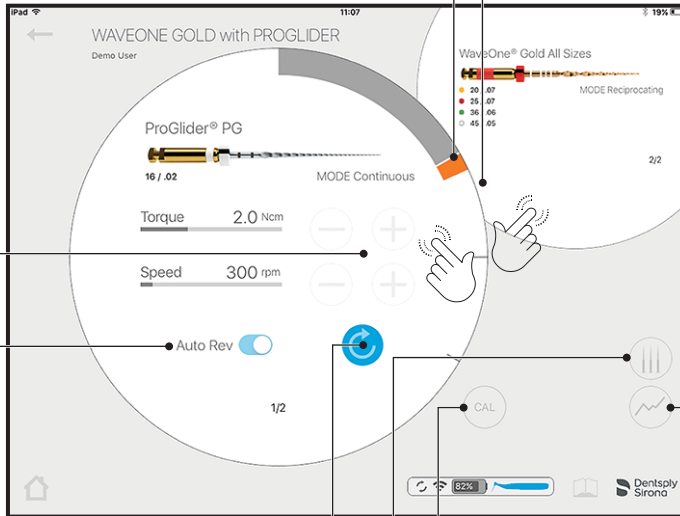 iPad 11:07 19%
WAVEONE GOLD with PROGLIDER
Demo User
WaveOne® Gold All Sizes
20 .07
MODE Reciprocating
25 .07
36 .06
45 .05
2/2
ProGlider® PG
16 / .02
MODE Continuous
Torque 2.0 Ncm
Speed 300 rpm
Auto Rev
1/2
CAL
82%
Dentsply
Sirona